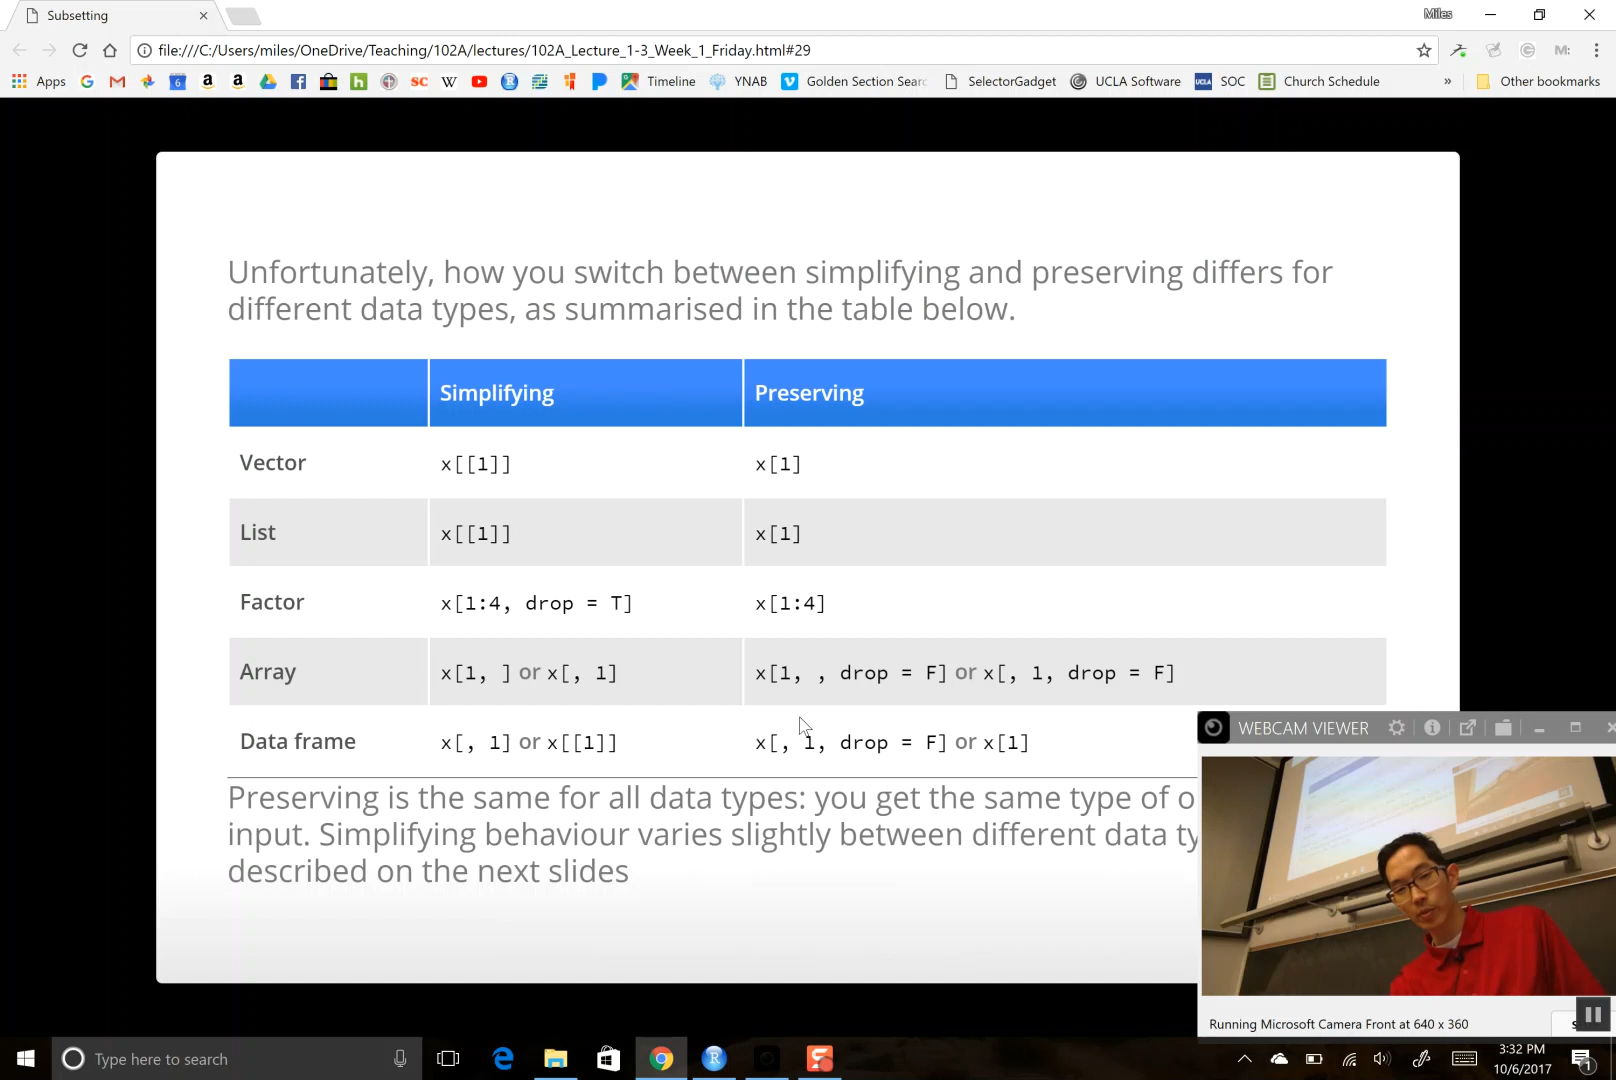 Subsetting
Miles
file:///C:/Users/miles/OneDrive/Teaching/102A/lectures/102A_Lecture_1-3_Week_1_Friday.html#29
Apps
Timeline
YNAB
Golden Section Sear
SelectorGadget
UCLA Software
SOC
Church Schedule
»
Other bookmarks
Unfortunately, how you switch between simplifying and preserving differs for
different data types, as summarised in the table below.
Simplifying Preserving
Vector x[[1]] x[1]
List x[[1]] x[1]
Factor x[1:4, drop = T] x[1:4]
Array x[1, ] or x[, 1] x[1, , drop = F] or x[, 1, drop = F]
Data frame x[, 1] or x[[1]] x[, 1, drop = F] or x[1]
Preserving is the same for all data types: you get the same type of o
input. Simplifying behaviour varies slightly between different data ty
described on the next slides
WEBCAM VIEWER
Running Microsoft Camera Front at 640 x 360
Type here to search
3:32 PM
10/6/2017